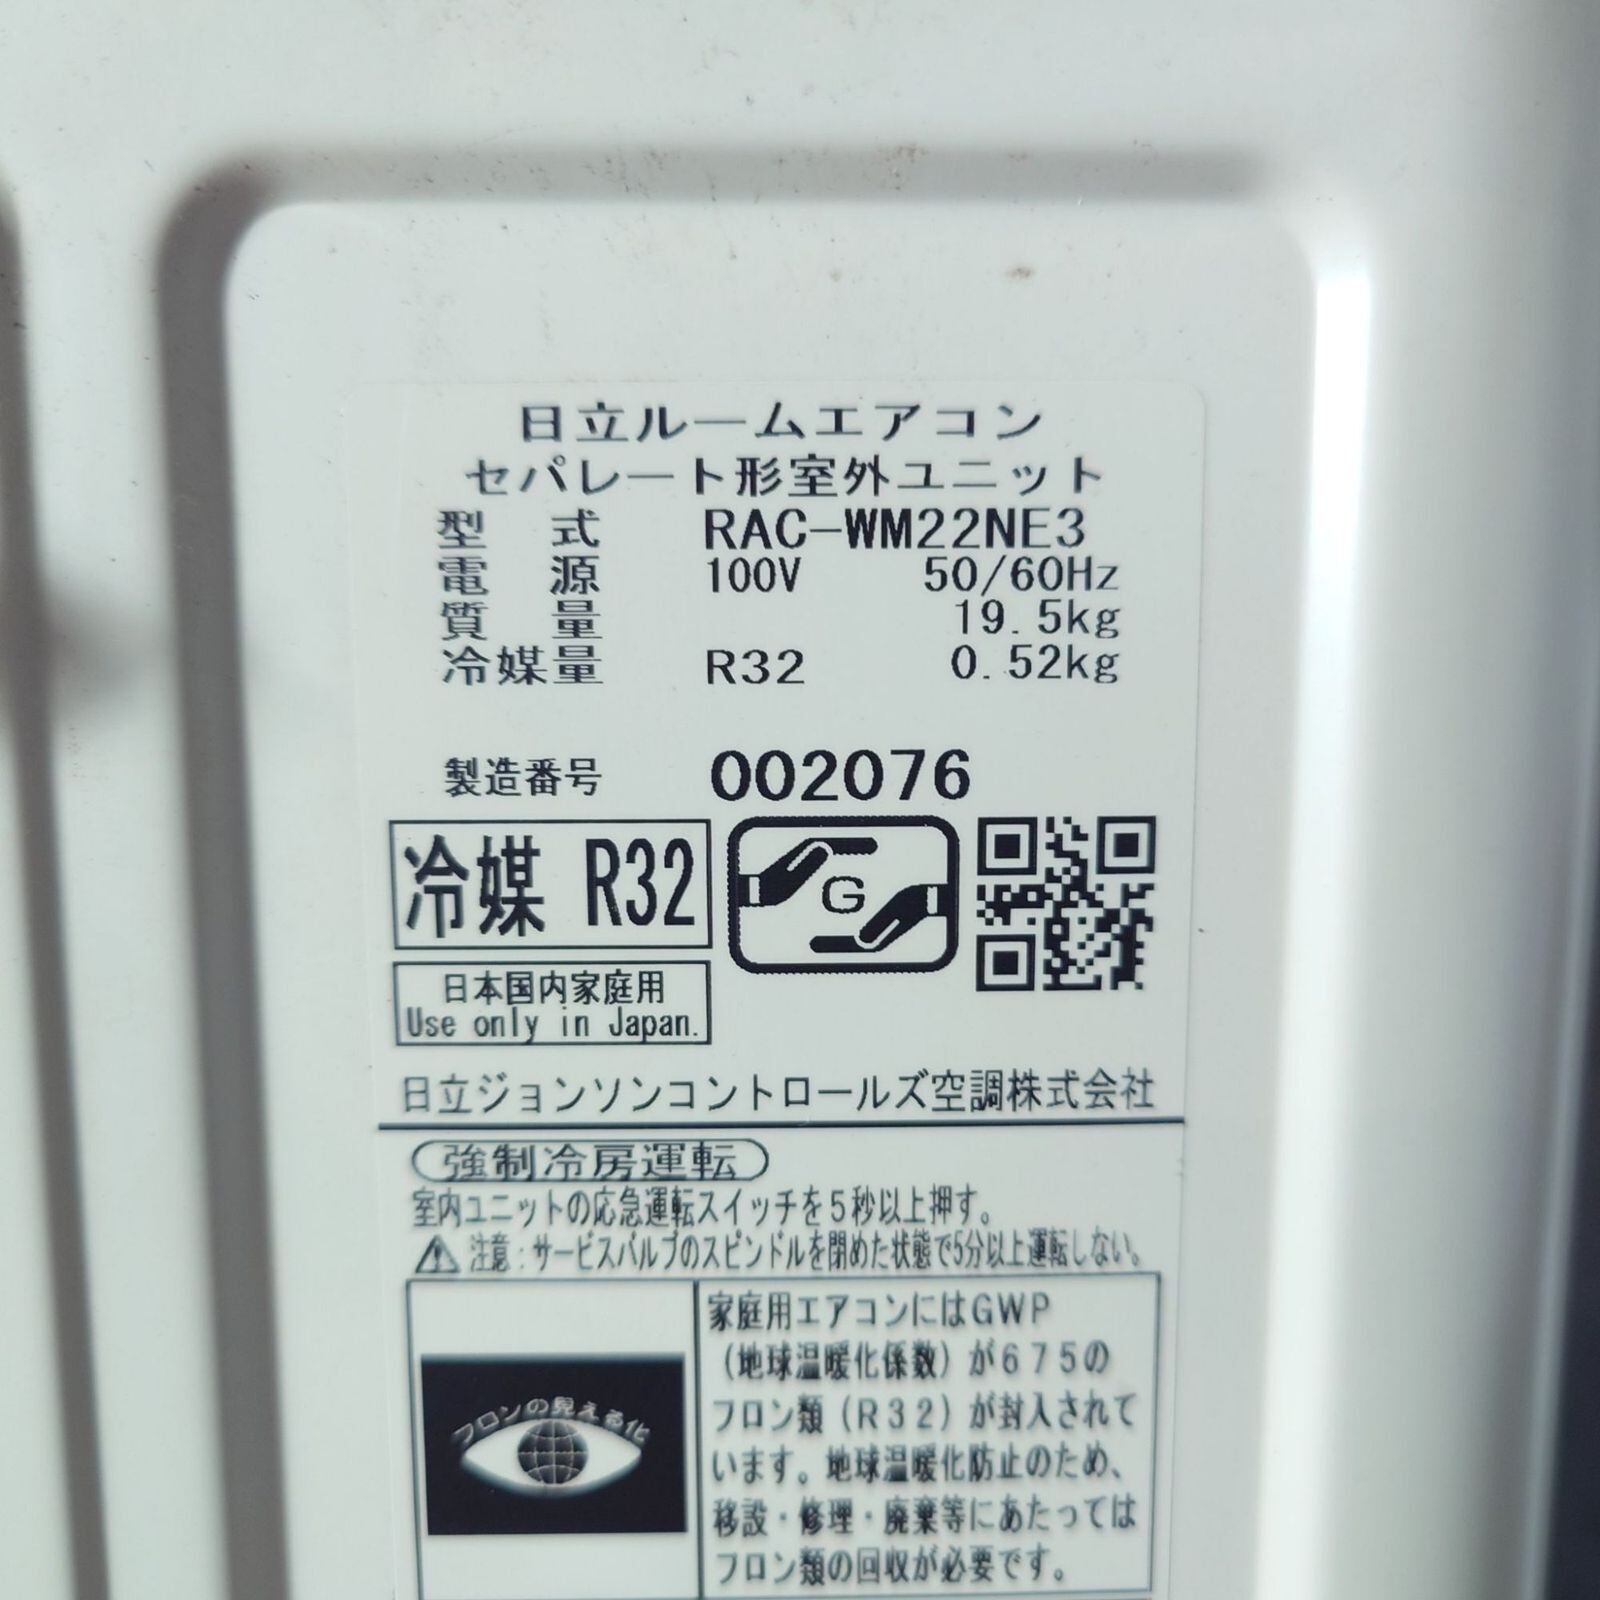 日立ルームエアコン
セパレート形室外ユニット
型 式 RAC-WM22NE3
電 源 100V 50/60Hz
質 量 19.5kg
冷媒量 R32 0.52kg
製造番号 002076
冷媒 R32
G
日本国内家庭用
Use only in Japan.
日立ジョンソンコントロールズ空調株式会社
強制冷房運転
室内ユニットの応急運転スイッチを5秒以上押す。
注意:サービスバルブのスピンドルを閉めた状態で5分以上運転しない。
フロンの見える化
家庭用エアコンにはGWP
(地球温暖化係数)が675の
フロン類(R32)が封入されて
います。地球温暖化防止のため、
移設・修理・廃棄等にあたっては
フロン類の回収が必要です。